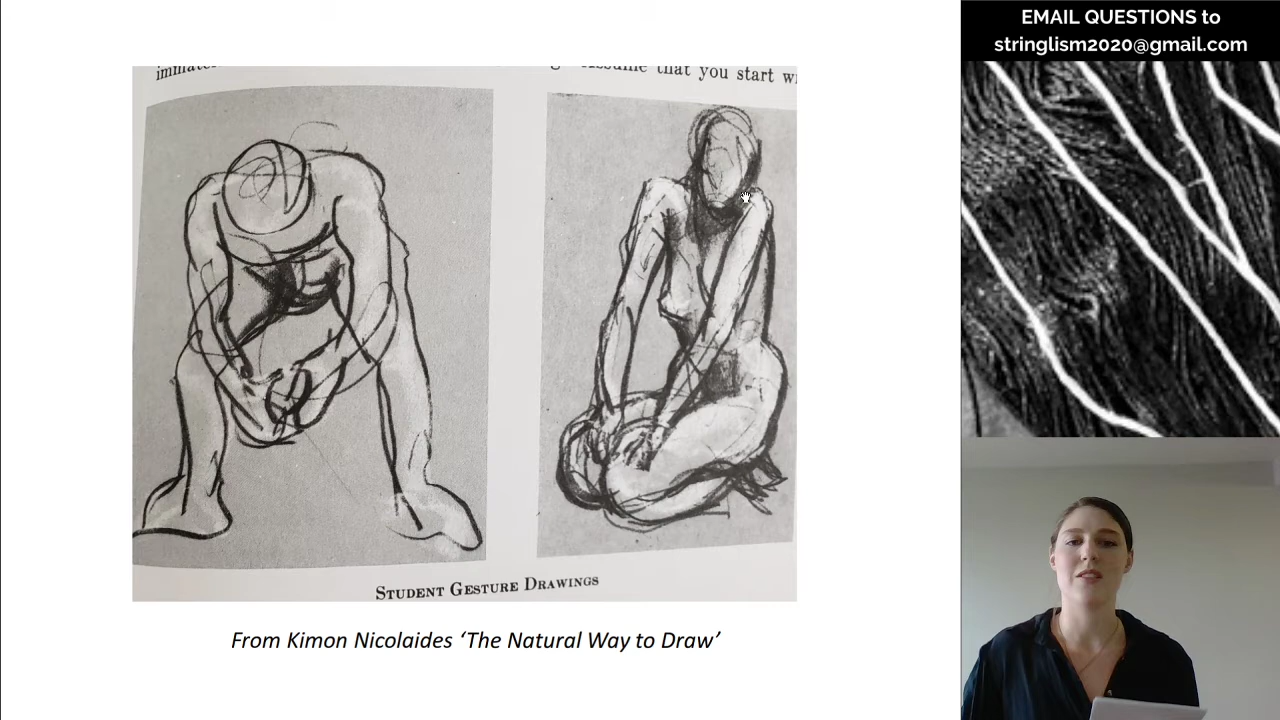 EMAIL QUESTIONS to
stringlism2020@gmail.com
Assume that you start
STUDENT GESTURE DRAWINGS
From Kimon Nicolaides ‘The Natural Way to Draw’